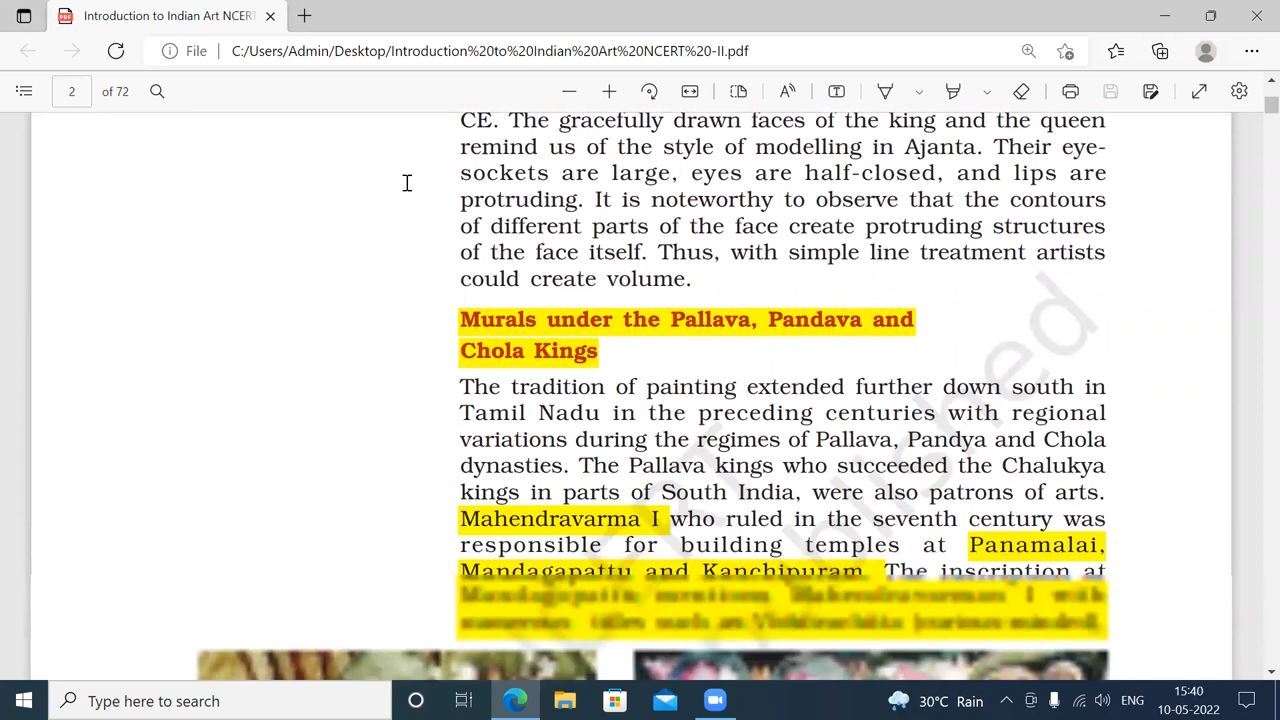 Introduction to Indian Art NCERT
File C:/Users/Admin/Desktop/Introduction%20to%20Indian%20Art%20NCERT%20-II.pdf
2 of 72
CE. The gracefully drawn faces of the king and the queen
remind us of the style of modelling in Ajanta. Their eye-
sockets are large, eyes are half-closed, and lips are
protruding. It is noteworthy to observe that the contours
of different parts of the face create protruding structures
of the face itself. Thus, with simple line treatment artists
could create volume.
Murals under the Pallava, Pandava and
Chola Kings
The tradition of painting extended further down south in
Tamil Nadu in the preceding centuries with regional
variations during the regimes of Pallava, Pandya and Chola
dynasties. The Pallava kings who succeeded the Chalukya
kings in parts of South India, were also patrons of arts.
Mahendravarma I who ruled in the seventh century was
responsible for building temples at Panamalai,
Mandagapattu and Kanchipuram. The inscription at
Mandagapattu mentions Mahendravarman I with
numerous titles such as
Type here to search
30°C Rain
ENG
15:40
10-05-2022